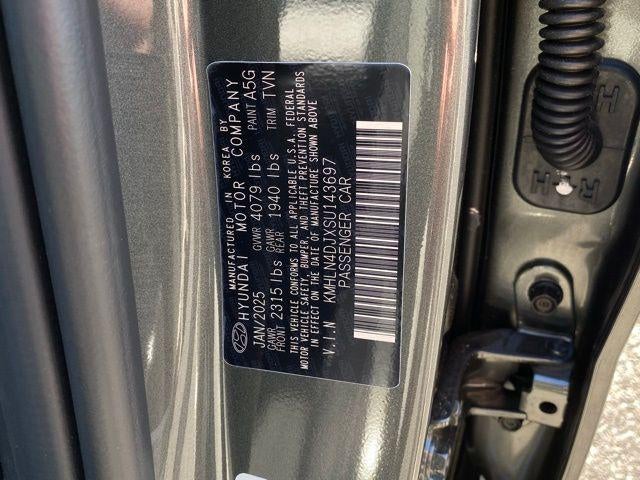 MANUFACTURED IN KOREA BY
HYUNDAI MOTOR COMPANY
JAN/2025 GVWR 4079 lbs PAINT A5G
GAWR FRONT 2315 lbs GAWR REAR 1940 lbs TRIM TVN
THIS VEHICLE CONFORMS TO ALL APPLICABLE U.S.A. FEDERAL
MOTOR VEHICLE SAFETY, BUMPER, AND THEFT PREVENTION STANDARDS
IN EFFECT ON THE DATE OF MANUFACTURE SHOWN ABOVE
V.I.N KMHLN4DJXSU143697
PASSENGER CAR
RH
RH